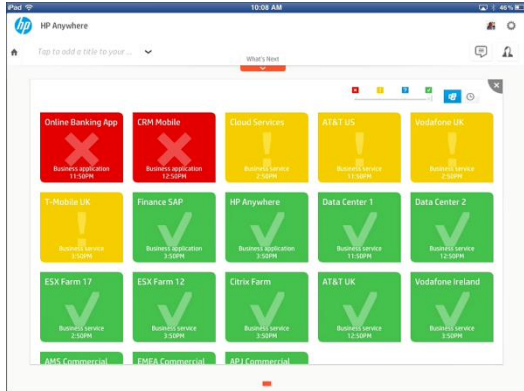 iPad
10:08 AM
46%
hp
HP Anywhere
Tap to add a title to your ...
What's Next
Online Banking App
Business application
11:50PM
CRM Mobile
Business application
12:50PM
Cloud Services
Business service
2:50PM
AT&T US
Business service
11:50PM
Vodafone UK
Business service
2:50PM
T-Mobile UK
Business service
3:50PM
Finance SAP
Business application
3:50PM
HP Anywhere
Business application
3:50PM
Data Center 1
Business service
11:50PM
Data Center 2
Business service
12:50PM
ESX Farm 17
Business service
2:50PM
ESX Farm 12
Business service
3:50PM
Citrix Farm
Business service
3:50PM
AT&T UK
Business service
12:50PM
Vodafone Ireland
Business service
3:50PM
AMS Commercial
EMEA Commercial
APJ Commercial